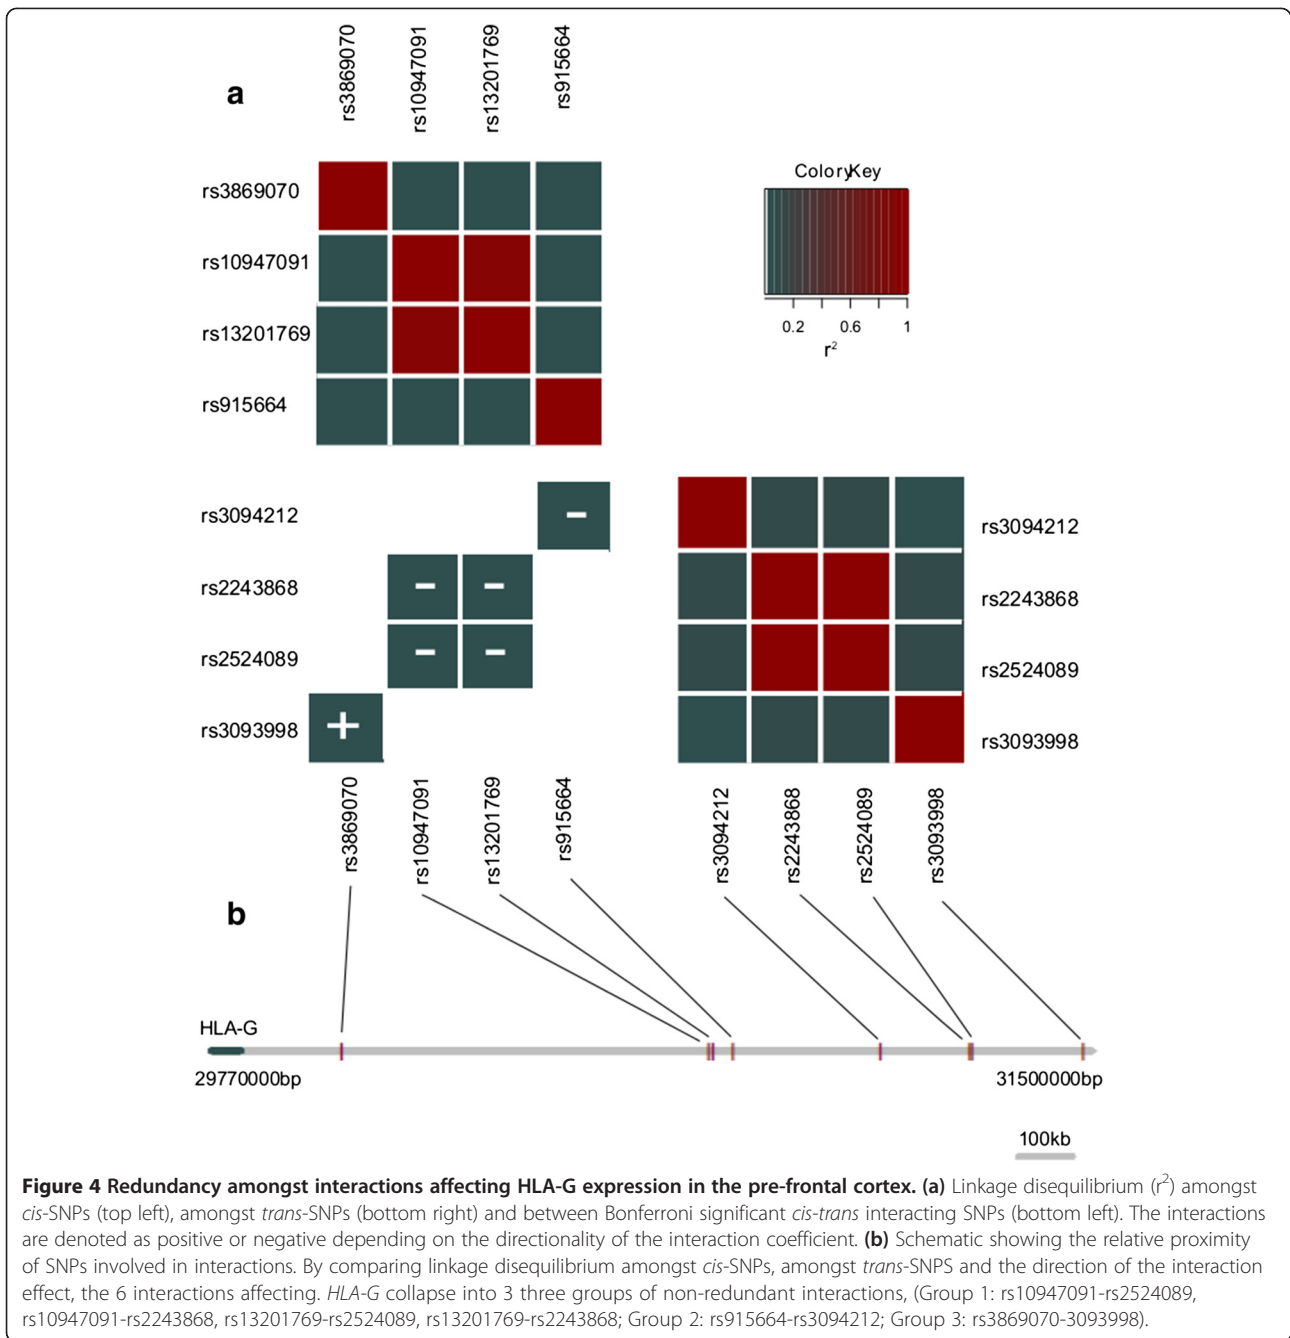 a
rs3869070
rs10947091
rs13201769
rs915664
rs3869070
rs10947091
rs13201769
rs915664
ColoryKey
0.2 0.6 1
r²
rs3094212
rs2243868
rs2524089
rs3093998
-
- -
- -
+
rs3094212
rs2243868
rs2524089
rs3093998
rs3869070
rs10947091
rs13201769
rs915664
rs3094212
rs2243868
rs2524089
rs3093998
b
HLA-G
29770000bp
31500000bp
100kb
Figure 4 Redundancy amongst interactions affecting HLA-G expression in the pre-frontal cortex. (a) Linkage disequilibrium (r²) amongst
cis-SNPs (top left), amongst trans-SNPs (bottom right) and between Bonferroni significant cis-trans interacting SNPs (bottom left). The interactions
are denoted as positive or negative depending on the directionality of the interaction coefficient. (b) Schematic showing the relative proximity
of SNPs involved in interactions. By comparing linkage disequilibrium amongst cis-SNPs, amongst trans-SNPS and the direction of the interaction
effect, the 6 interactions affecting. HLA-G collapse into 3 three groups of non-redundant interactions, (Group 1: rs10947091-rs2524089,
rs10947091-rs2243868, rs13201769-rs2524089, rs13201769-rs2243868; Group 2: rs915664-rs3094212; Group 3: rs3869070-3093998).